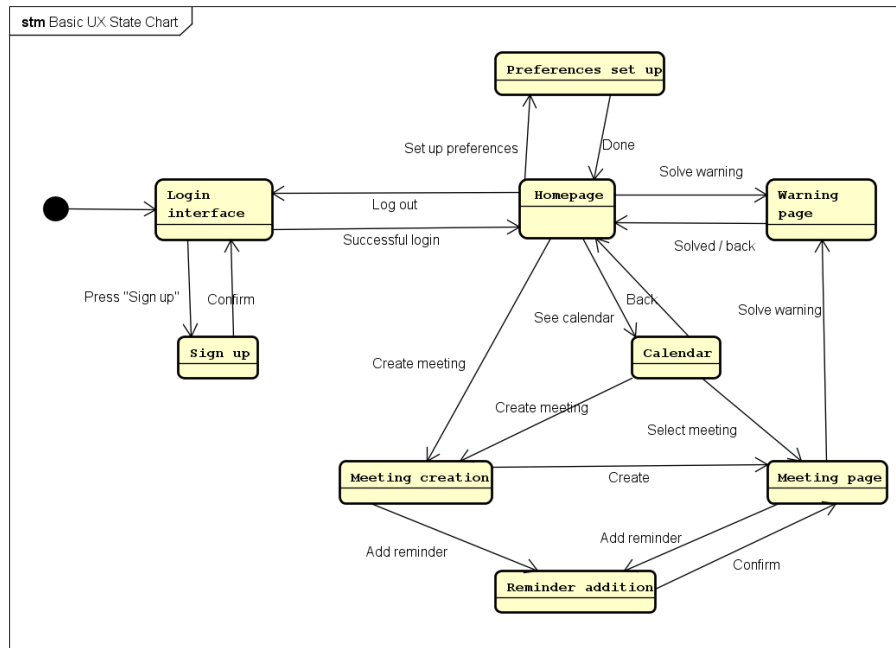 stm Basic UX State Chart
Preferences set up
Set up preferences
Done
Login
interface
Log out
Homepage
Solve warning
Warning
page
Successful login
Solved / back
Press "Sign up"
Confirm
See calendar
Back
Solve warning
Sign up
Calendar
Create meeting
Create meeting
Select meeting
Meeting creation
Create
Meeting page
Add reminder
Add reminder
Confirm
Reminder addition